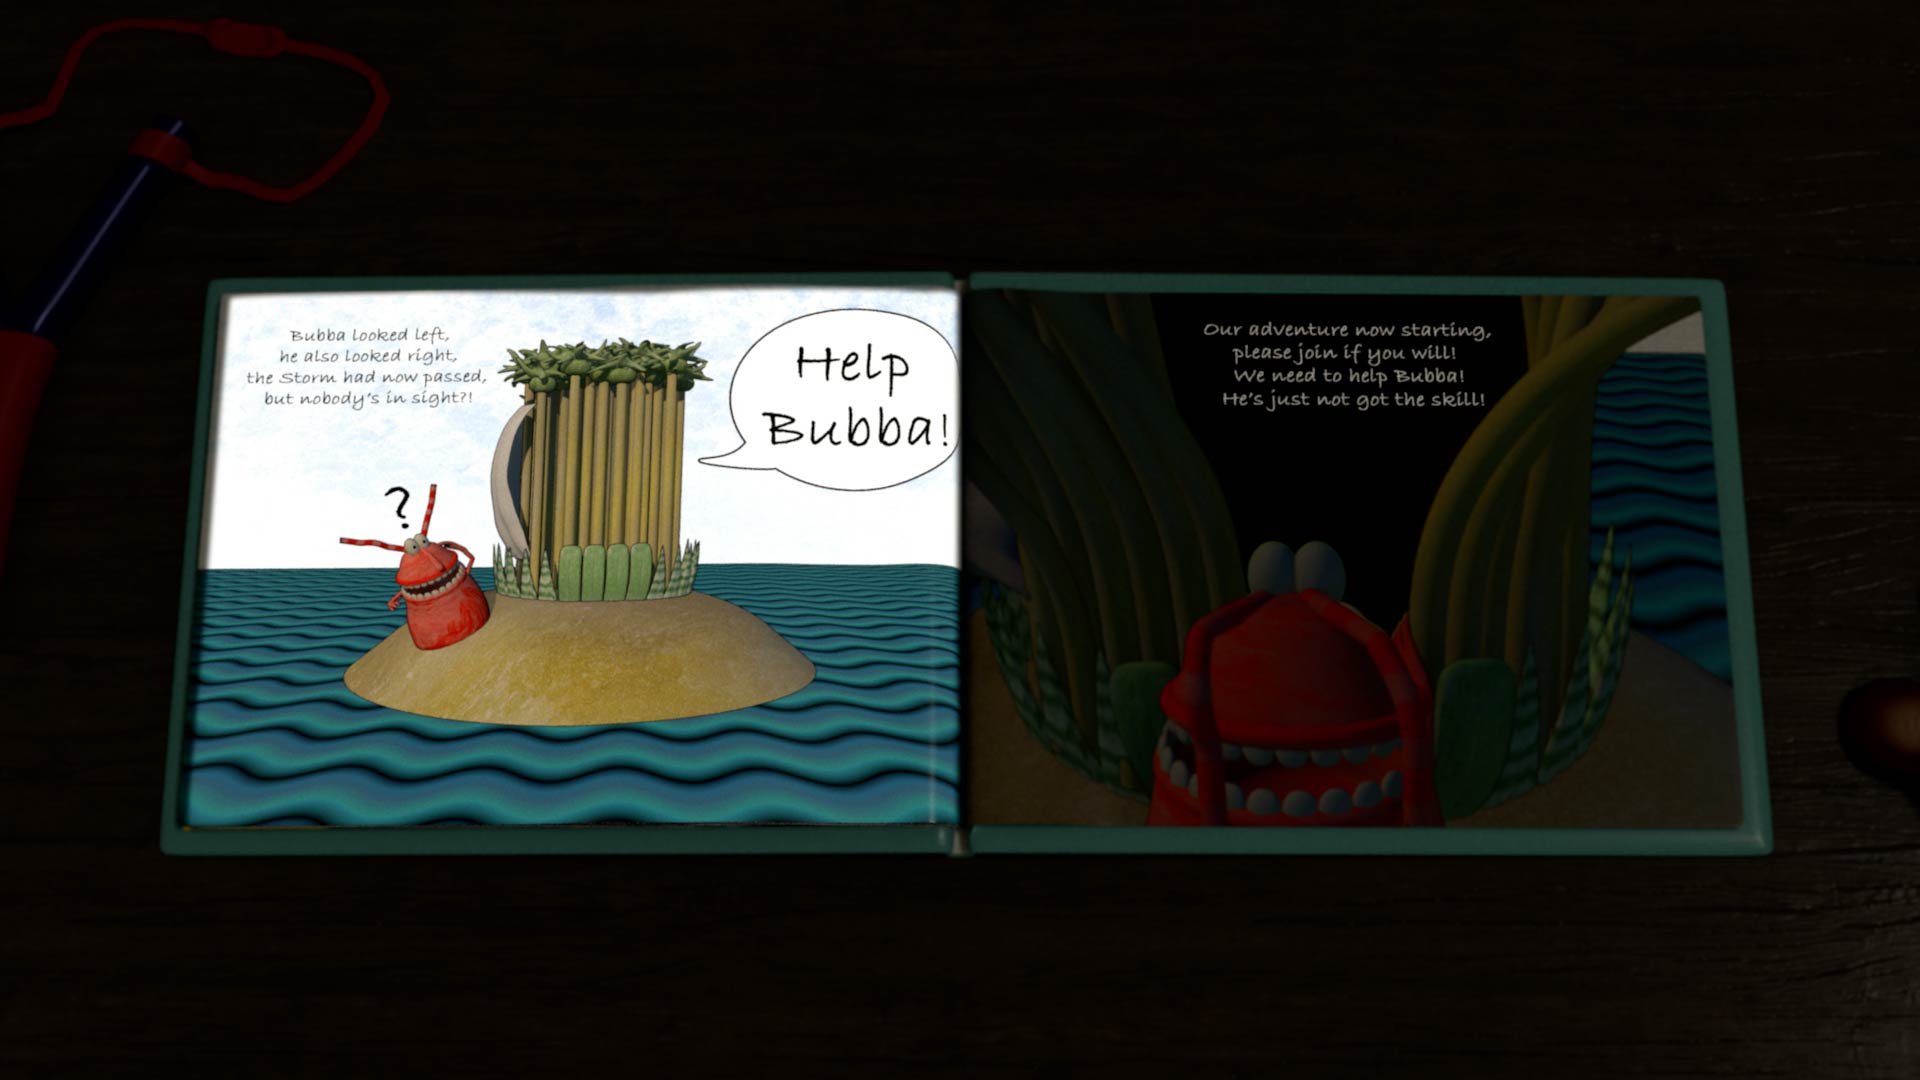 Bubba looked left,
he also looked right,
the Storm had now passed,
but nobody's in sight?!
Help
Bubba!
?
Our adventure now starting,
please join if you will!
We need to help Bubba!
He's just not got the skill!